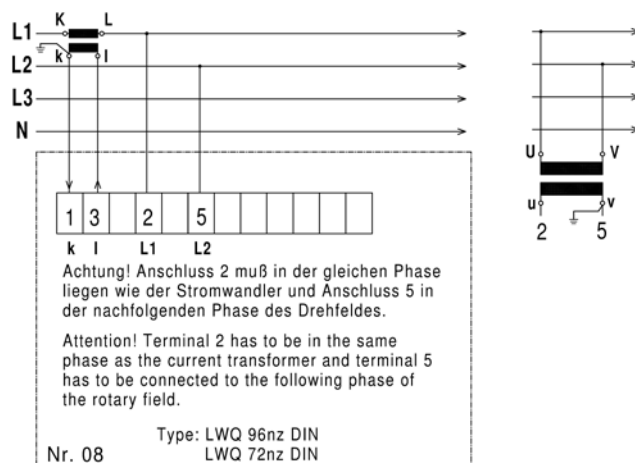 K L
L1
k l
L2
L3
N
U V
u v
2 5
1 3 2 5
k l L1 L2
Achtung! Anschluss 2 muß in der gleichen Phase
liegen wie der Stromwandler und Anschluss 5 in
der nachfolgenden Phase des Drehfeldes.
Attention! Terminal 2 has to be in the same
phase as the current transformer and terminal 5
has to be connected to the following phase of
the rotary field.
Type: LWQ 96nz DIN
Nr. 08 LWQ 72nz DIN